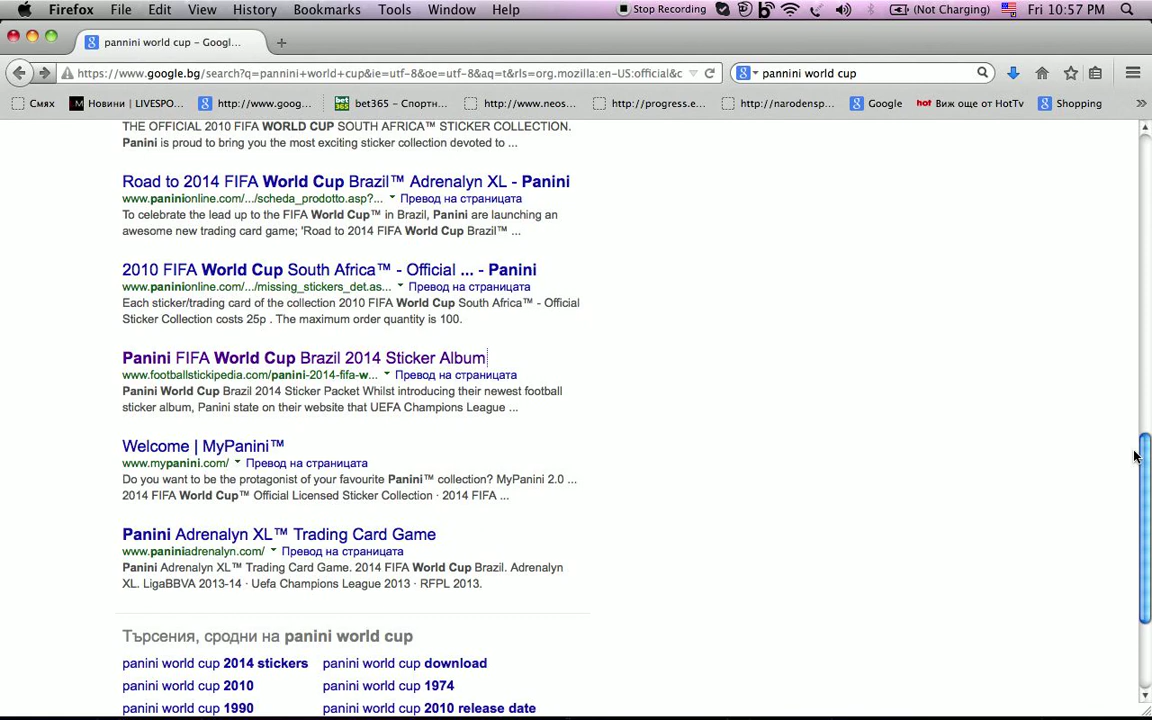 Firefox File Edit View History Bookmarks Tools Window Help Stop Recording (Not Charging) Fri 10:57 PM
pannini world cup - Googl...
https://www.google.bg/search?q=pannini+world+cup&ie=utf-8&oe=utf-8&aq=t&rls=org.mozilla:en-US:official&c pannini world cup
Смях Новини | LIVESPO... http://www.goog... bet365 - Спортн... http://www.neos... http://progress.e... http://narodensp... Google Виж още от HotTv Shopping
THE OFFICIAL 2010 FIFA WORLD CUP SOUTH AFRICA™ STICKER COLLECTION.
Panini is proud to bring you the most exciting sticker collection devoted to ...
Road to 2014 FIFA World Cup Brazil™ Adrenalyn XL - Panini
www.paninionline.com/.../scheda_prodotto.asp?... Превод на страницата
To celebrate the lead up to the FIFA World Cup™ in Brazil, Panini are launching an
awesome new trading card game; 'Road to 2014 FIFA World Cup Brazil™ ...
2010 FIFA World Cup South Africa™ - Official ... - Panini
www.paninionline.com/.../missing_stickers_det.as... Превод на страницата
Each sticker/trading card of the collection 2010 FIFA World Cup South Africa™ - Official
Sticker Collection costs 25p . The maximum order quantity is 100.
Panini FIFA World Cup Brazil 2014 Sticker Album
www.footballstickipedia.com/panini-2014-fifa-w... Превод на страницата
Panini World Cup Brazil 2014 Sticker Packet Whilst introducing their newest football
sticker album, Panini state on their website that UEFA Champions League ...
Welcome | MyPanini™
www.mypanini.com/ Превод на страницата
Do you want to be the protagonist of your favourite Panini™ collection? MyPanini 2.0 ...
2014 FIFA World Cup™ Official Licensed Sticker Collection · 2014 FIFA ...
Panini Adrenalyn XL™ Trading Card Game
www.paniniadrenalyn.com/ Превод на страницата
Panini Adrenalyn XL™ Trading Card Game. 2014 FIFA World Cup Brazil. Adrenalyn
XL. LigaBBVA 2013-14 · Uefa Champions League 2013 · RFPL 2013.
Търсения, сродни на panini world cup
panini world cup 2014 stickers panini world cup download
panini world cup 2010 panini world cup 1974
panini world cup 1990 panini world cup 2010 release date